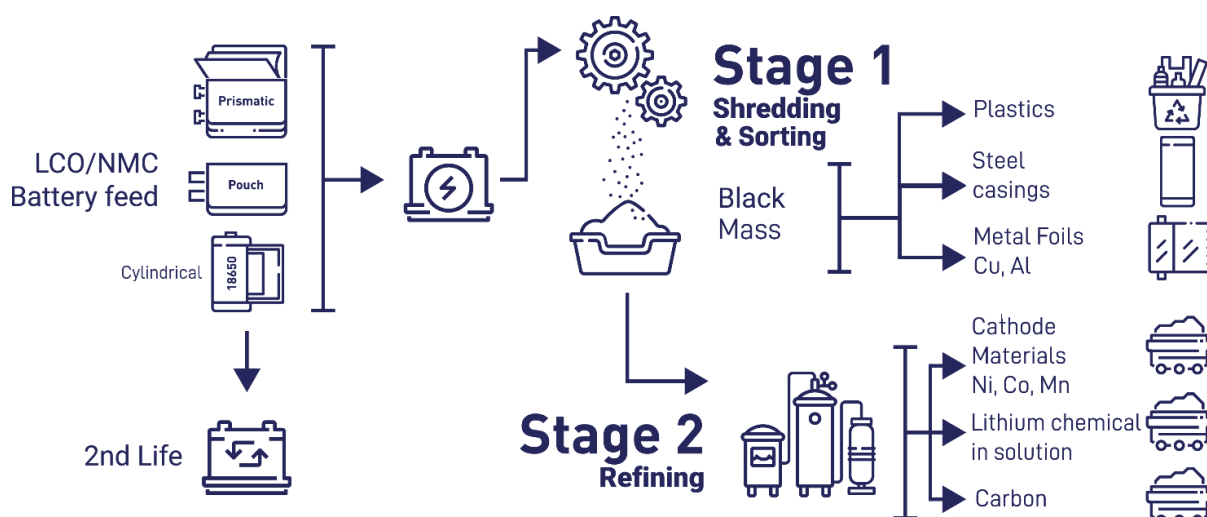 Prismatic
LCO/NMC
Battery feed
Pouch
Cylindrical
18650
2nd Life
Stage 1
Shredding
& Sorting
Black
Mass
Plastics
Steel
casings
Metal Foils
Cu, Al
Stage 2
Refining
Cathode
Materials
Ni, Co, Mn
Lithium chemical
in solution
Carbon